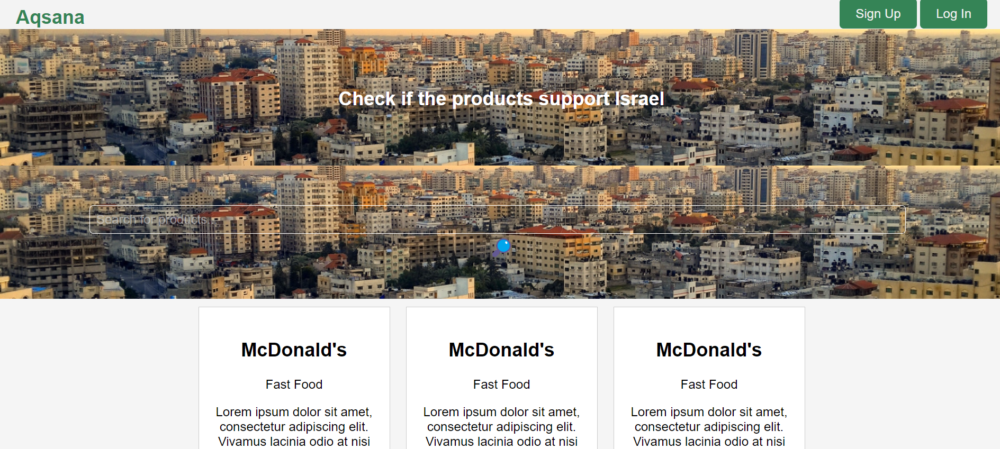 Aqsana
Sign Up
Log In
Check if the products support Israel
Search for products...
McDonald's
Fast Food
Lorem ipsum dolor sit amet,
consectetur adipiscing elit.
Vivamus lacinia odio at nisi
McDonald's
Fast Food
Lorem ipsum dolor sit amet,
consectetur adipiscing elit.
Vivamus lacinia odio at nisi
McDonald's
Fast Food
Lorem ipsum dolor sit amet,
consectetur adipiscing elit.
Vivamus lacinia odio at nisi